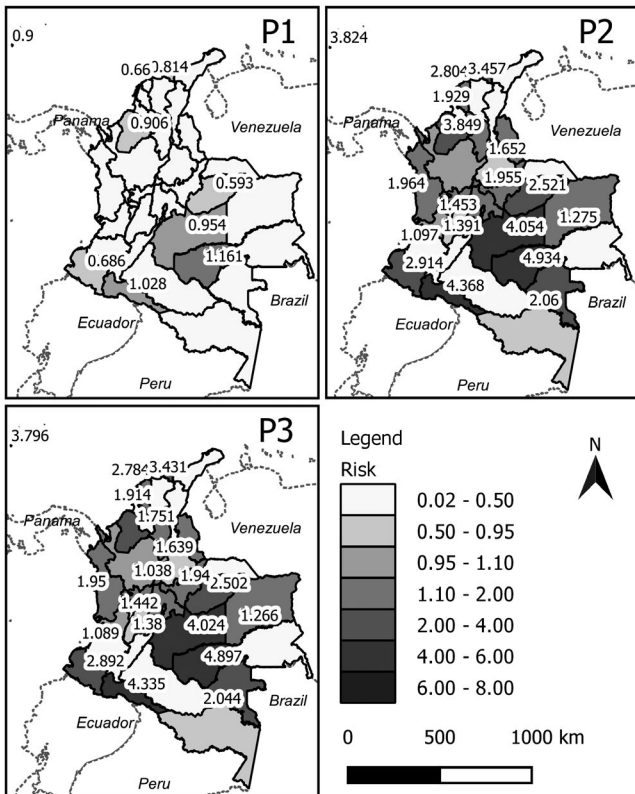 P1
0.9
0.66
0.814
Panama
0.906
Venezuela
0.593
0.954
0.686
1.161
1.028
Ecuador
Brazil
Peru
P2
3.824
2.804
3.457
1.929
Panama
3.849
Venezuela
1.652
1.964
1.955
2.521
1.453
1.275
1.391
4.054
1.097
2.914
4.934
4.368
2.06
Brazil
Ecuador
Peru
P3
3.796
2.784
3.431
1.914
Panama
1.751
Venezuela
1.639
1.038
1.95
1.94
2.502
1.442
1.266
1.38
4.024
1.089
2.892
4.897
4.335
2.044
Brazil
Ecuador
Peru
Legend
Risk
N
0.02 - 0.50
0.50 - 0.95
0.95 - 1.10
1.10 - 2.00
2.00 - 4.00
4.00 - 6.00
6.00 - 8.00
0 500 1000 km